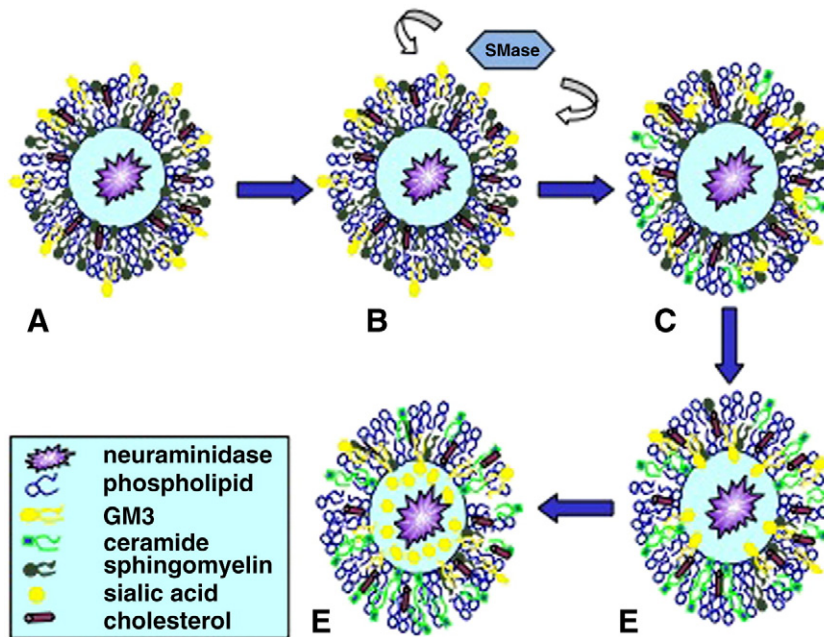 SMase
A
B
C
neuraminidase
phospholipid
GM3
ceramide
sphingomyelin
sialic acid
cholesterol
E
E